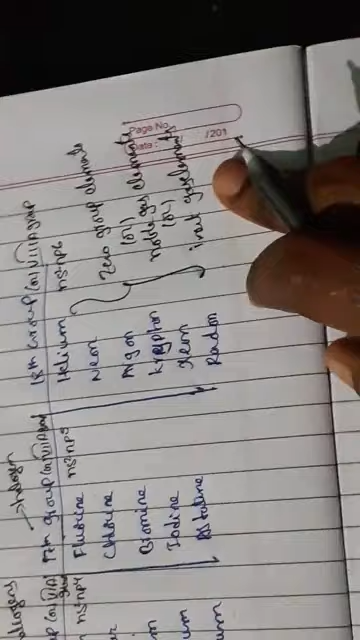 Page No.
Date: /201
18th group (or) VIIIA group
ns²np6
Helium
Neon
Argon
Krypton
Xeon
Radon
Zero group elements
(or)
noble gas elements
(or)
inert gas elements
→ halogen
17th group (or) VIIA group
ns²np5
Fluorine
Chlorine
Bromine
Iodine
Astatine
ns²np4